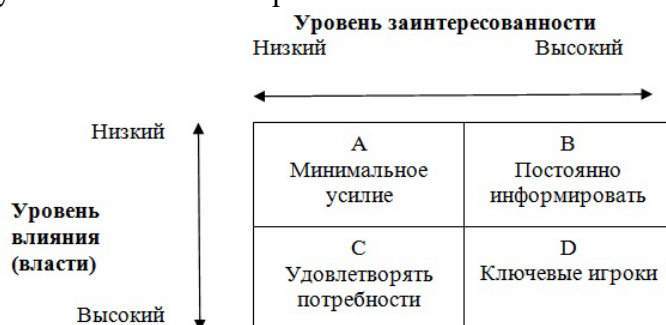 Уровень заинтересованности
Низкий Высокий
Низкий
A
Минимальное
усилие
B
Постоянно
информировать
Уровень
влияния
(власти)
C
Удовлетворять
потребности
D
Ключевые игроки
Высокий